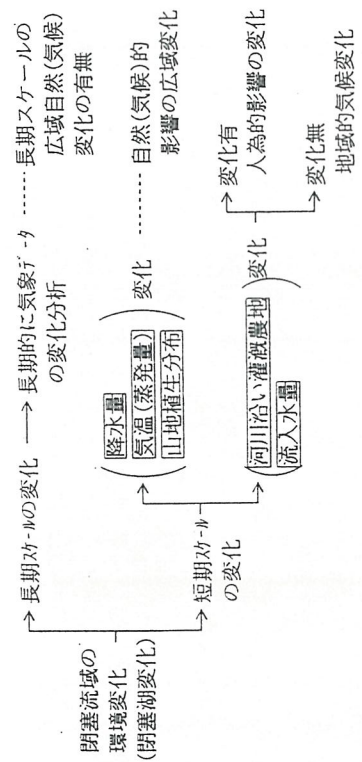 閉塞流域の
環境変化
(閉塞湖変化)
長期スケールの変化
長期的に気象データ
の変化分析
長期スケールの
広域自然(気候)
変化の有無
短期スケール
の変化
降水量
気温(蒸発量)
山地植生分布
変化
自然(気候)的
影響の広域変化
河川沿い灌漑農地
流入水量
変化
変化有
人為的影響の変化
変化無
地域的気候変化